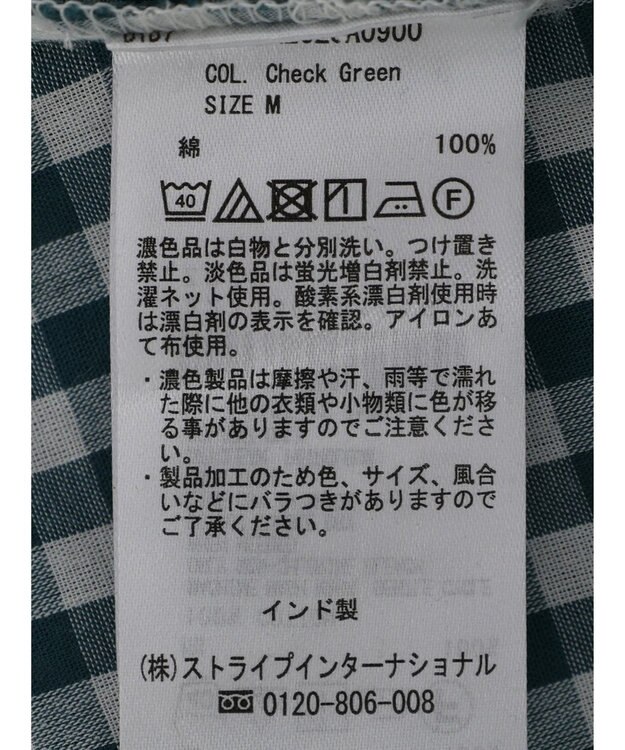 COL. Check Green
SIZE M
綿 100%
40 F
濃色品は白物と分別洗い。つけ置き
禁止。淡色品は蛍光増白剤禁止。洗
濯ネット使用。酸素系漂白剤使用時
は漂白剤の表示を確認。アイロンあ
て布使用。
・濃色製品は摩擦や汗、雨等で濡れ
た際に他の衣類や小物類に色が移
る事がありますのでご注意くださ
い。
・製品加工のため色、サイズ、風合
いなどにバラつきがありますので
ご了承ください。
インド製
(株)ストライプインターナショナル
0120-806-008